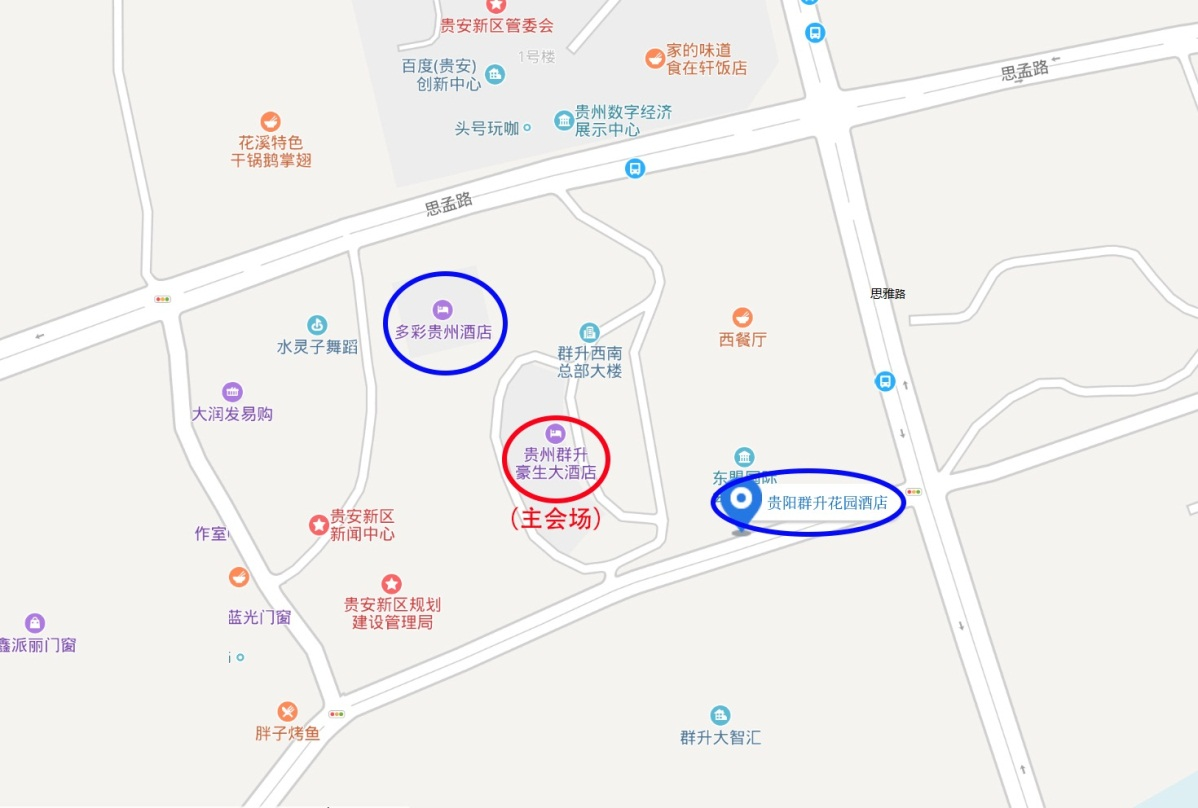 贵安新区管委会
1号楼
家的味道
食在轩饭店
百度(贵安)
创新中心
思孟路
贵州数字经济
展示中心
头号玩咖
花溪特色
干锅鹅掌翅
思孟路
思雅路
多彩贵州酒店
西餐厅
水灵子舞蹈
群升西南
总部大楼
大润发易购
贵州群升
豪生大酒店
东盟国际
贵阳群升花园酒店
（主会场）
贵安新区
新闻中心
作室
贵安新区规划
建设管理局
蓝光门窗
鑫派丽门窗
i
胖子烤鱼
群升大智汇